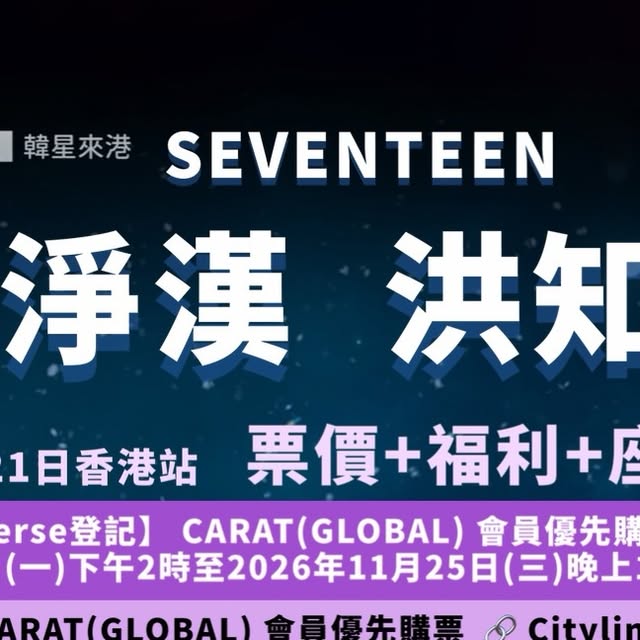 韓星來港
SEVENTEEN
淨漢 洪知
21日香港站
票價+福利+座
erse登記】 CARAT(GLOBAL) 會員優先購
(一)下午2時至2026年11月25日(三)晚上
ARAT(GLOBAL) 會員優先購票 🔗 Citylin